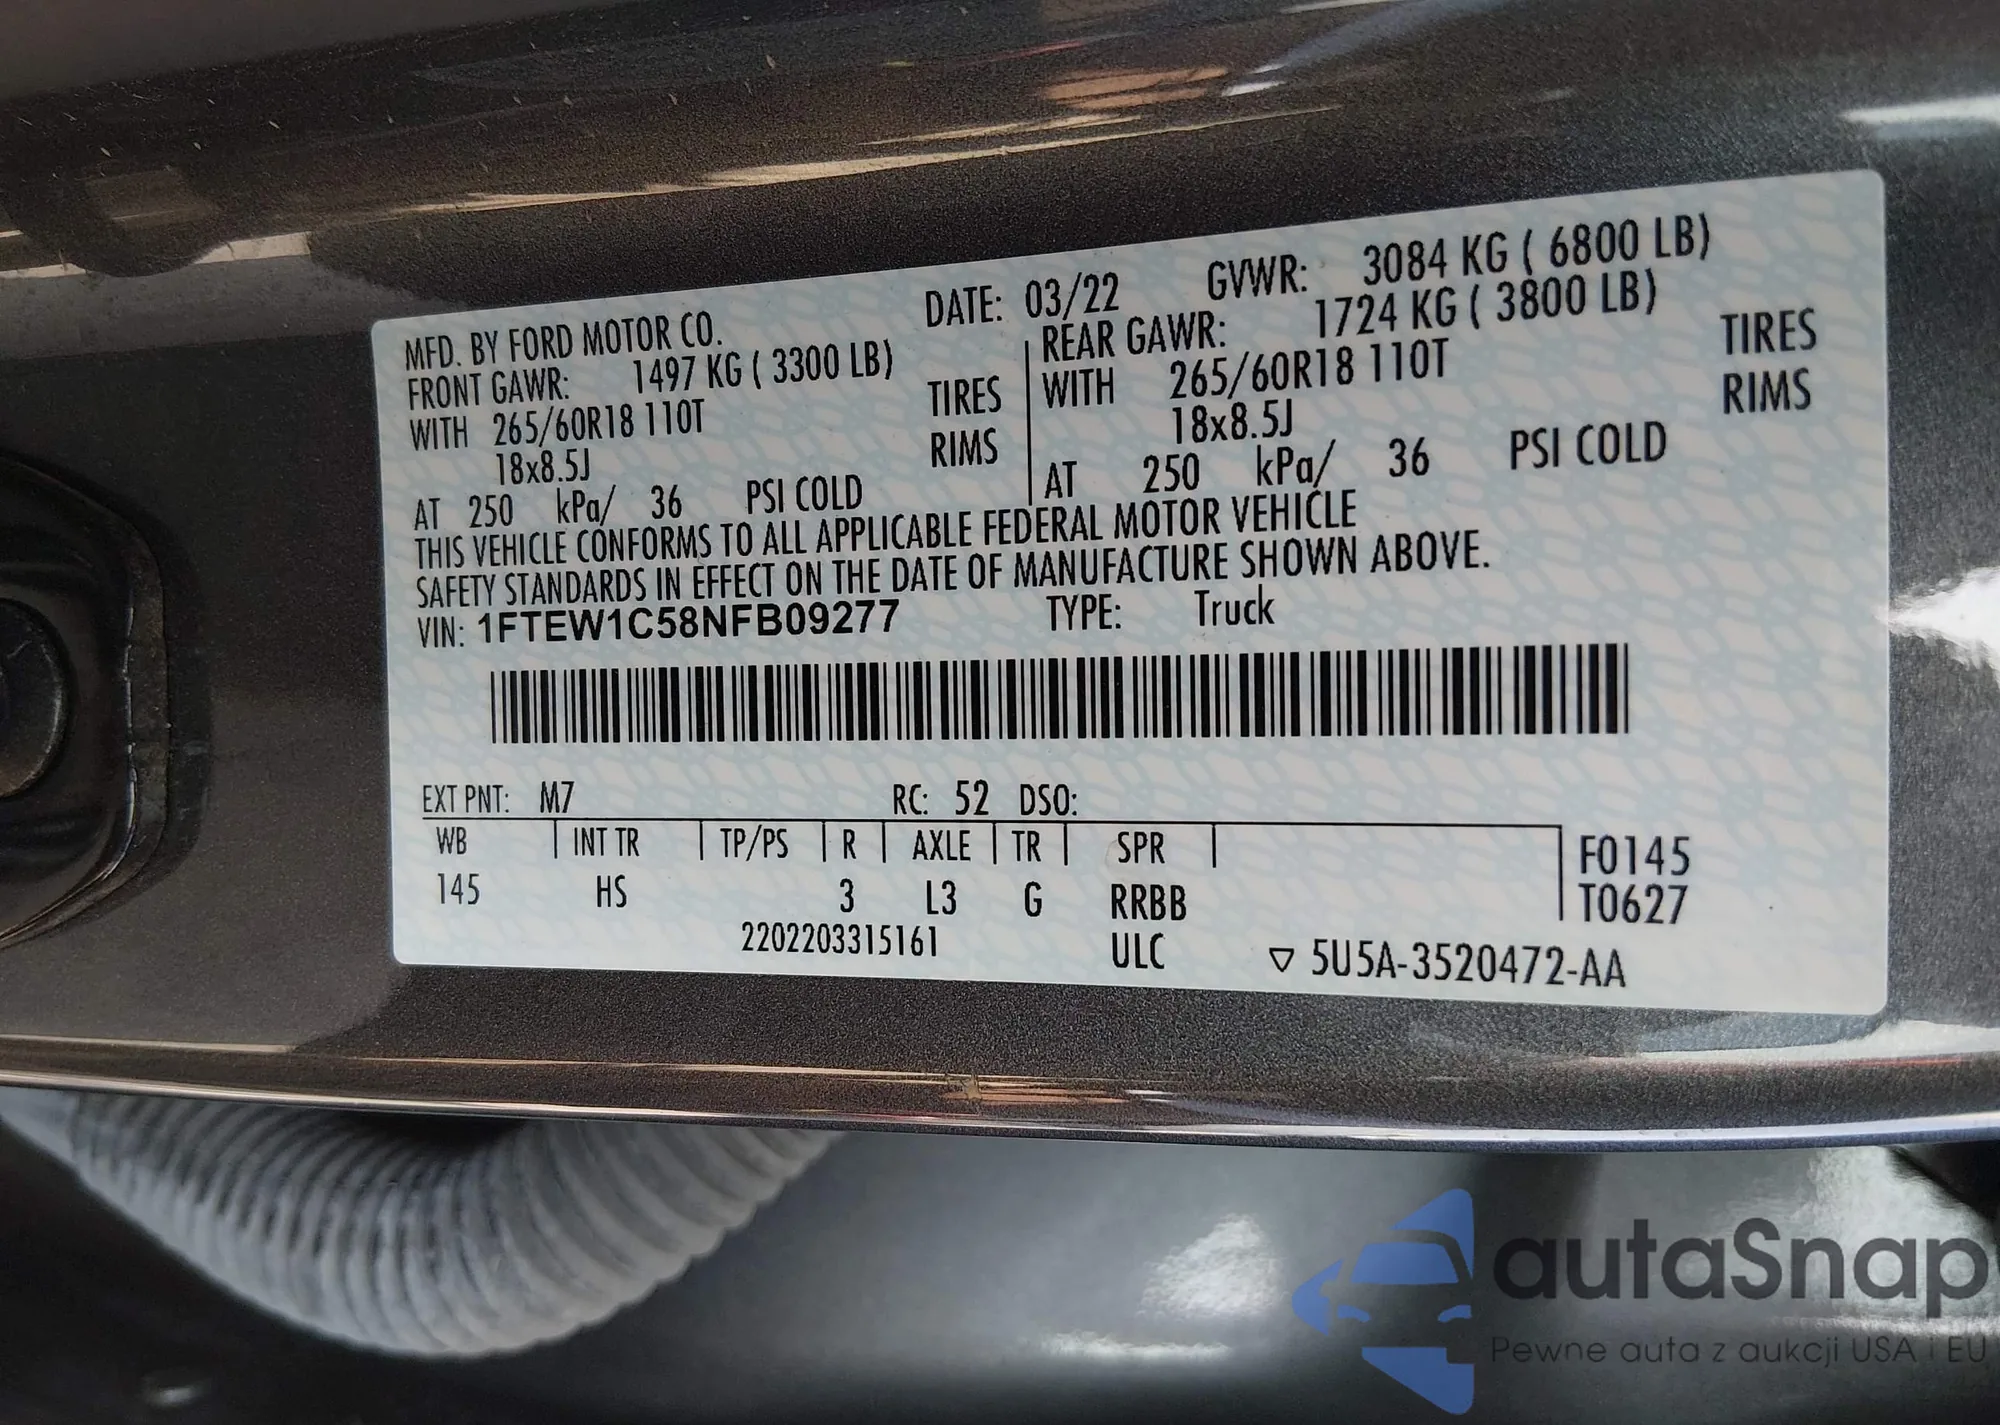 MFD. BY FORD MOTOR CO. DATE: 03/22 GVWR: 3084 KG ( 6800 LB)
FRONT GAWR: 1497 KG ( 3300 LB) REAR GAWR: 1724 KG ( 3800 LB)
WITH 265/60R18 110T TIRES WITH 265/60R18 110T TIRES
18x8.5J RIMS 18x8.5J RIMS
AT 250 kPa/ 36 PSI COLD AT 250 kPa/ 36 PSI COLD
THIS VEHICLE CONFORMS TO ALL APPLICABLE FEDERAL MOTOR VEHICLE
SAFETY STANDARDS IN EFFECT ON THE DATE OF MANUFACTURE SHOWN ABOVE.
VIN: 1FTEW1C58NFB09277 TYPE: Truck
EXT PNT: M7 RC: 52 DSO:
WB INT TR TP/PS R AXLE TR SPR F0145
145 HS 3 L3 G RRBB T0627
2202203315161 ULC ▽ 5U5A-3520472-AA
autaSnap
Pewne auta z aukcji USA i EU